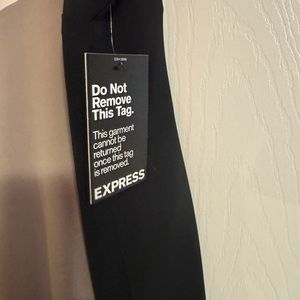 Do Not
Remove
This Tag.
This garment
cannot be
returned
once this tag
is removed.
EXPRESS